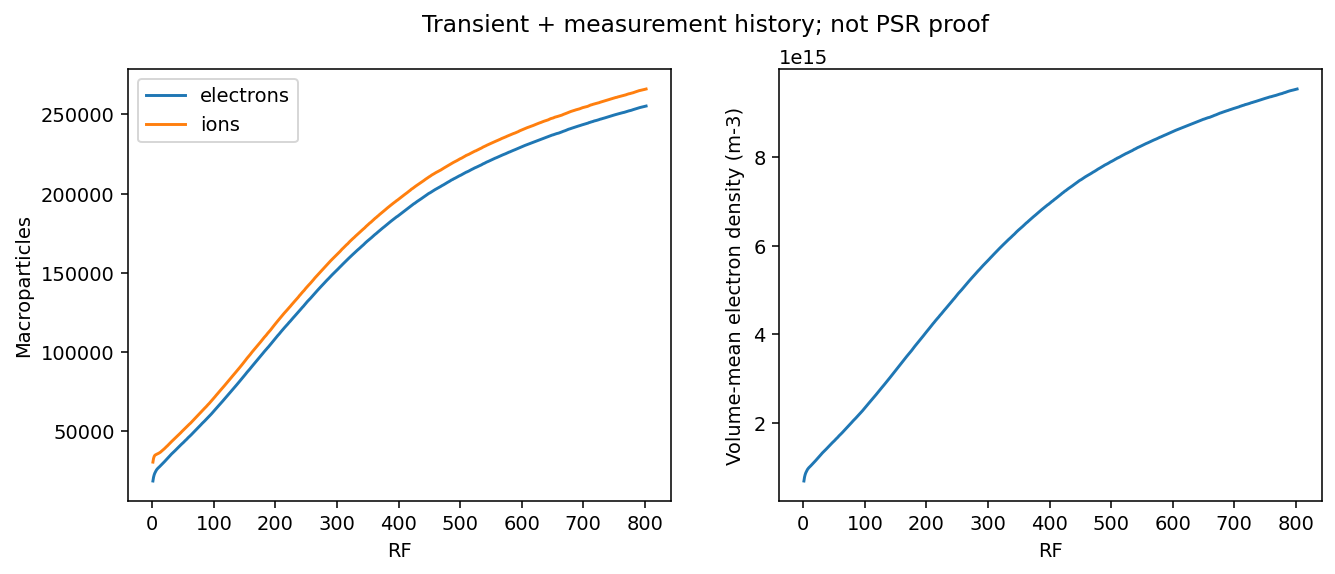 Transient + measurement history; not PSR proof
electrons
ions
Macroparticles
250000
200000
150000
100000
50000
0 100 200 300 400 500 600 700 800
RF
1e15
Volume-mean electron density (m-3)
8
6
4
2
0 100 200 300 400 500 600 700 800
RF